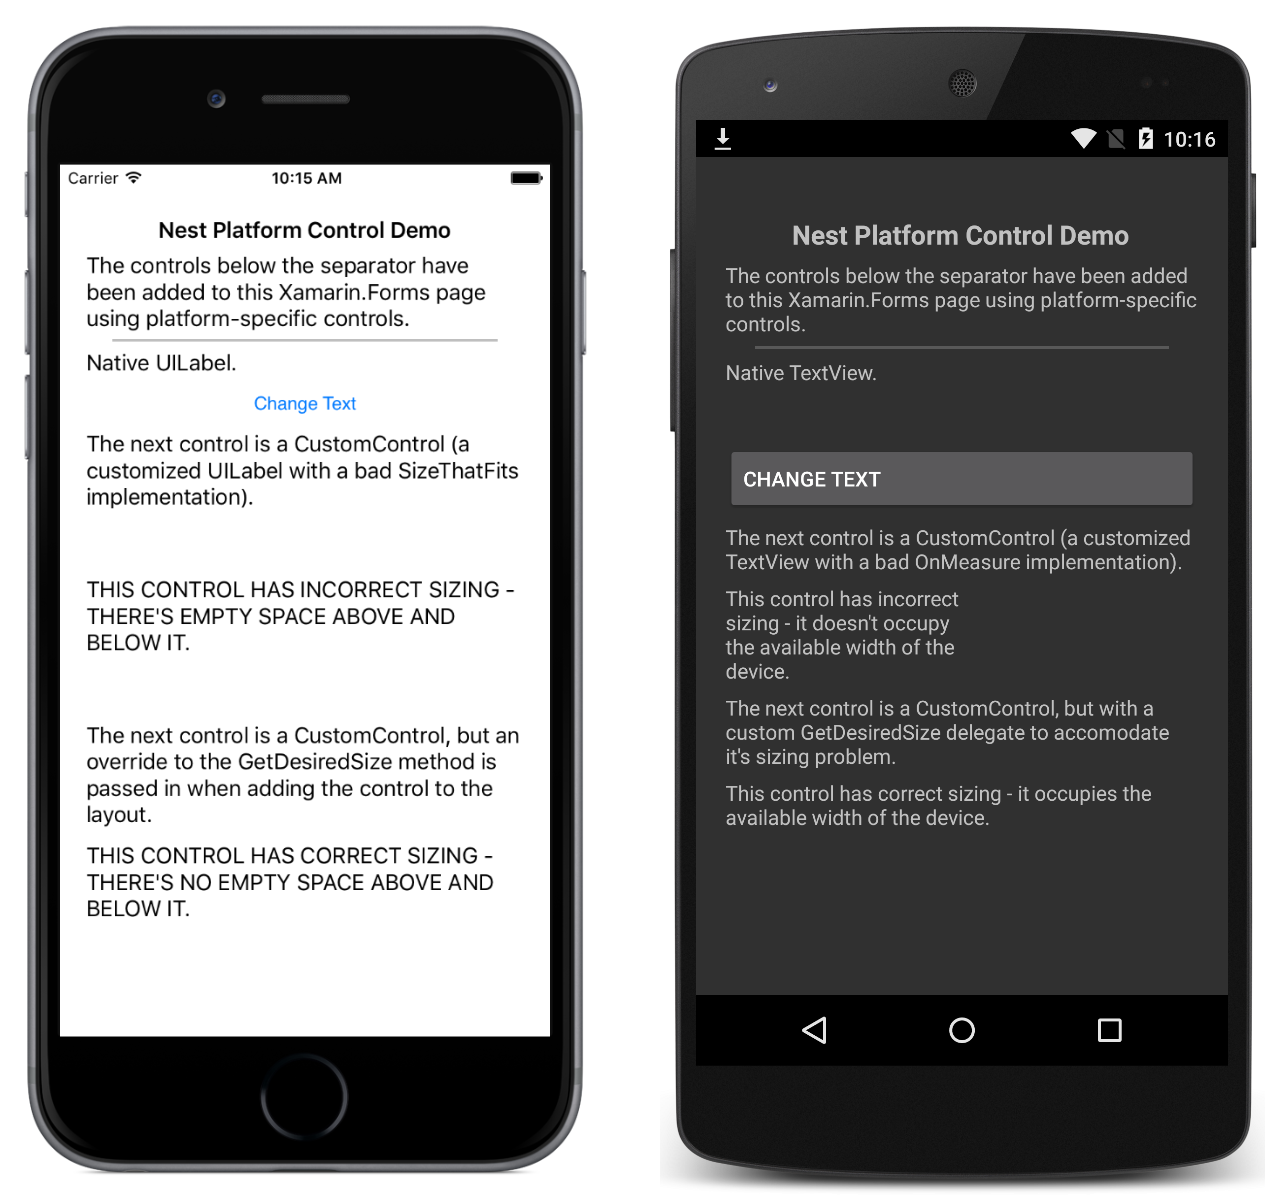 Carrier
10:15 AM
Nest Platform Control Demo
The controls below the separator have
been added to this Xamarin.Forms page
using platform-specific controls.
Native UILabel.
Change Text
The next control is a CustomControl (a
customized UILabel with a bad SizeThatFits
implementation).
THIS CONTROL HAS INCORRECT SIZING -
THERE'S EMPTY SPACE ABOVE AND
BELOW IT.
The next control is a CustomControl, but an
override to the GetDesiredSize method is
passed in when adding the control to the
layout.
THIS CONTROL HAS CORRECT SIZING -
THERE'S NO EMPTY SPACE ABOVE AND
BELOW IT.
10:16
Nest Platform Control Demo
The controls below the separator have been added
to this Xamarin.Forms page using platform-specific
controls.
Native TextView.
CHANGE TEXT
The next control is a CustomControl (a customized
TextView with a bad OnMeasure implementation).
This control has incorrect
sizing - it doesn't occupy
the available width of the
device.
The next control is a CustomControl, but with a
custom GetDesiredSize delegate to accomodate
it's sizing problem.
This control has correct sizing - it occupies the
available width of the device.